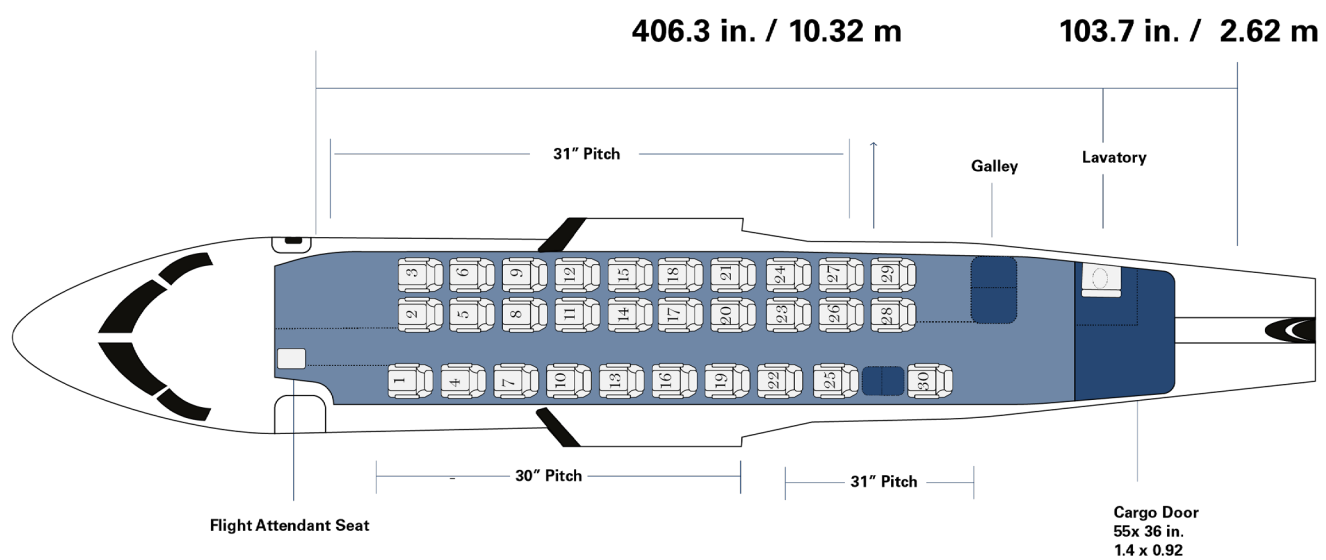 406.3 in. / 10.32 m
103.7 in. / 2.62 m
31” Pitch
Galley
Lavatory
3 6 9 12 15 18 21 24 27 29
2 5 8 11 14 17 20 23 26 28
1 4 7 10 13 16 19 22 25 30
30” Pitch
31” Pitch
Flight Attendant Seat
Cargo Door
55x 36 in.
1.4 x 0.92